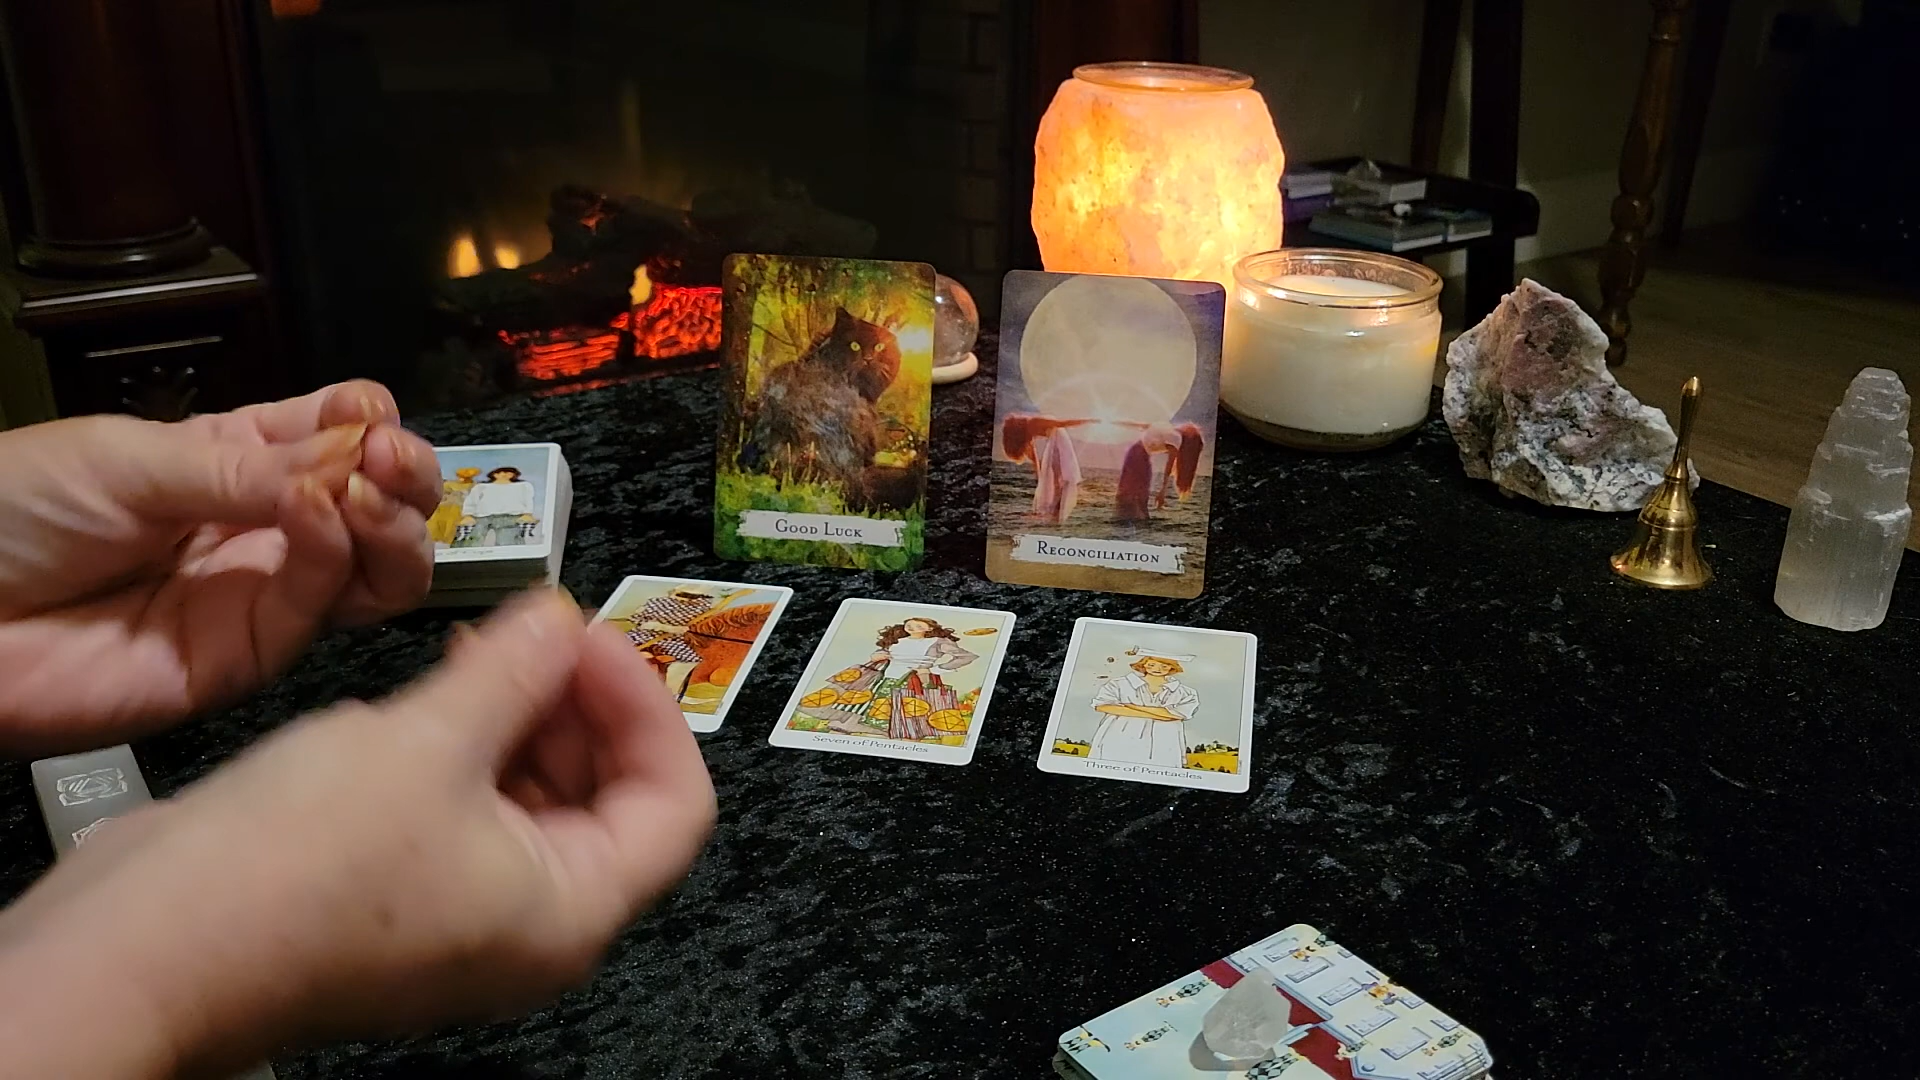 Good Luck
Reconciliation
Seven of Pentacles
Three of Pentacles